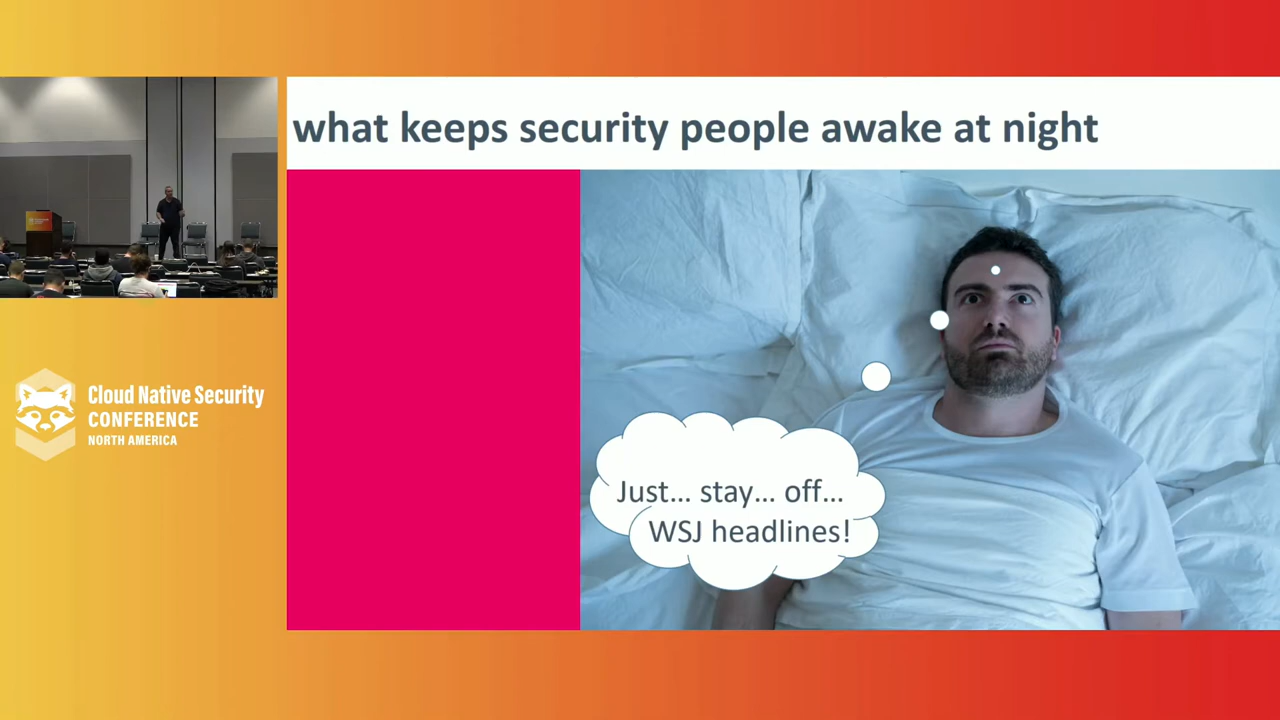 what keeps security people awake at night
Just... stay... off...
WSJ headlines!
Cloud Native Security
CONFERENCE
NORTH AMERICA